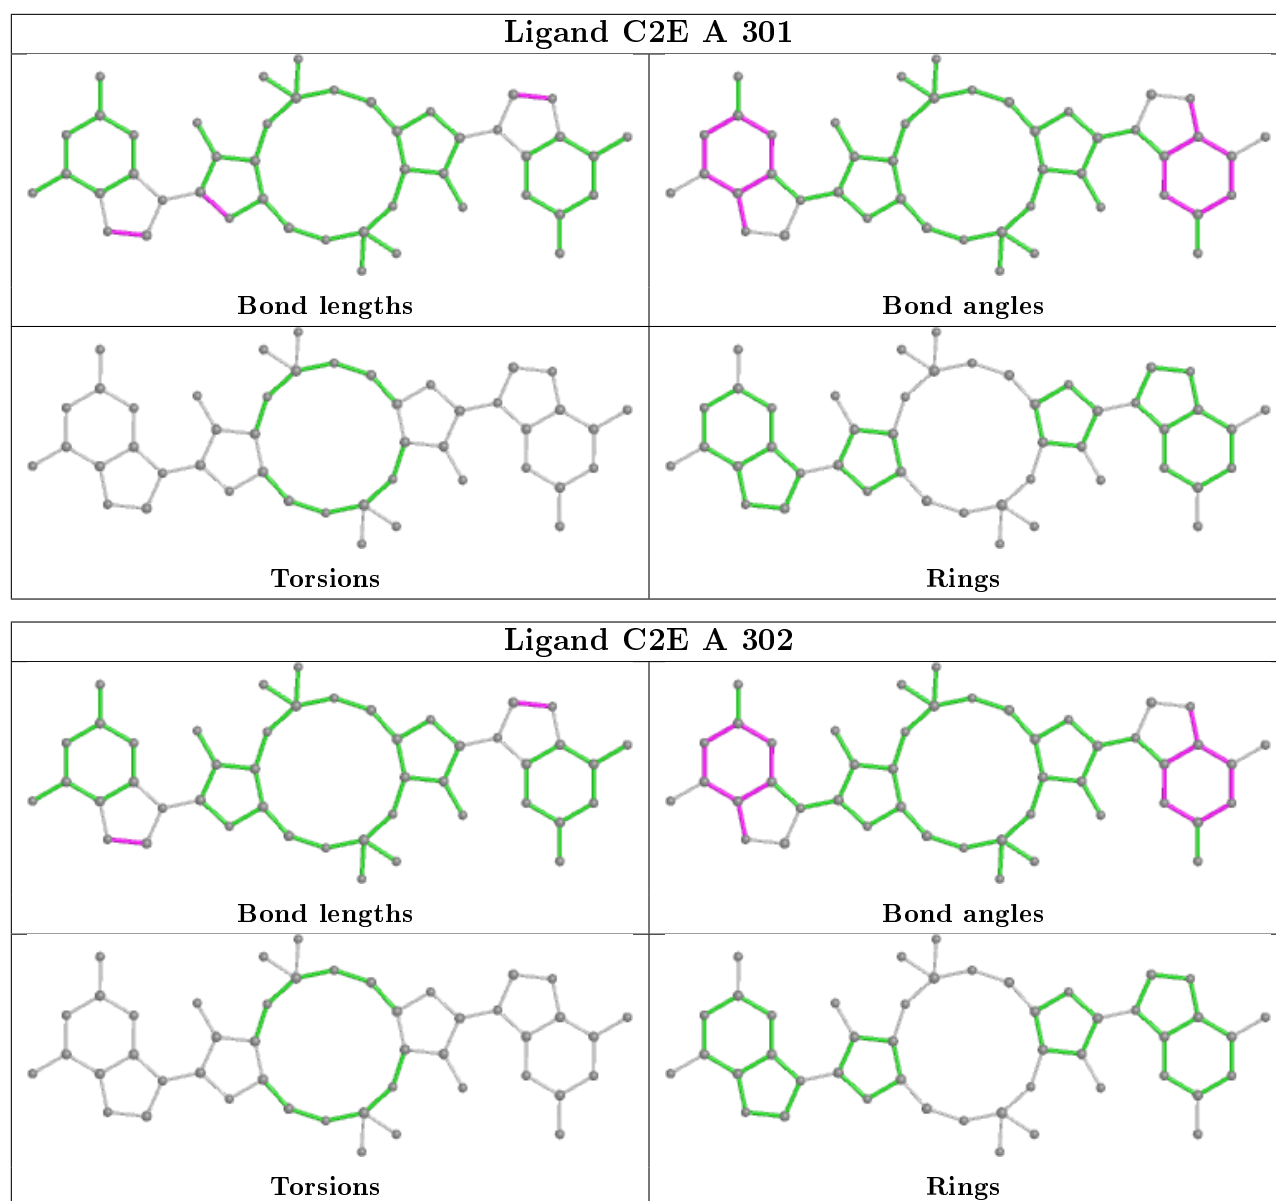 Ligand C2E A 301
Bond lengths
Bond angles
Torsions
Rings
Ligand C2E A 302
Bond lengths
Bond angles
Torsions
Rings